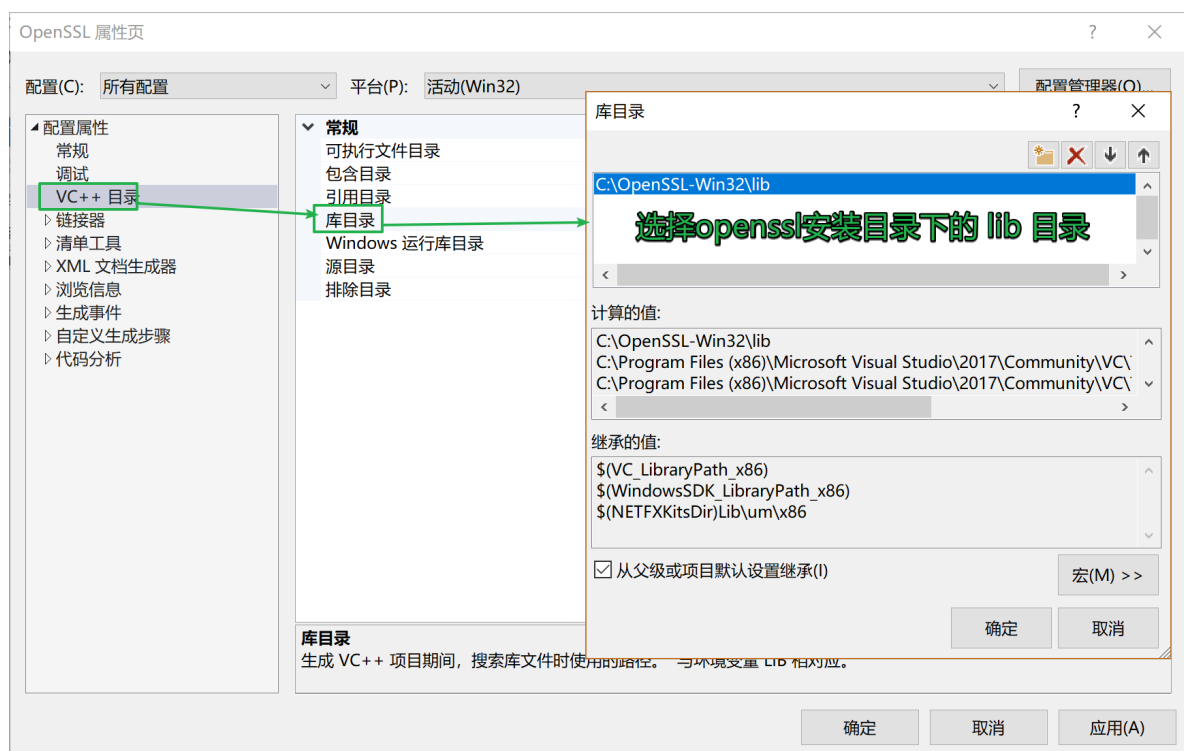 OpenSSL 属性页
配置(C):
所有配置
平台(P):
活动(Win32)
配置管理器(O)...
配置属性
常规
调试
VC++ 目录
链接器
清单工具
XML 文档生成器
浏览信息
生成事件
自定义生成步骤
代码分析
常规
可执行文件目录
包含目录
引用目录
库目录
Windows 运行库目录
源目录
排除目录
库目录
生成 VC++ 项目期间，搜索库文件时使用的路径。 与环境变量 LIB 相对应。
库目录
C:\OpenSSL-Win32\lib
选择openssl安装目录下的 lib 目录
计算的值:
C:\OpenSSL-Win32\lib
C:\Program Files (x86)\Microsoft Visual Studio\2017\Community\VC\
C:\Program Files (x86)\Microsoft Visual Studio\2017\Community\VC\
继承的值:
$(VC_LibraryPath_x86)
$(WindowsSDK_LibraryPath_x86)
$(NETFXKitsDir)Lib\um\x86
从父级或项目默认设置继承(I)
宏(M) >>
确定
取消
确定
取消
应用(A)